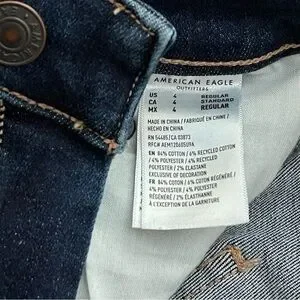 AMERICAN EAGLE
OUTFITTERS
US 4 REGULAR
CA 4 STANDARD
MX 4 REGULAR
MADE IN CHINA / FABRIQUÉ EN CHINE /
HECHO EN CHINA
RN 54485/CA 03873
EN 84% COTTON / 6% RECYCLED COTTON
/ 4% POLYESTER / 4% RECYCLED
POLYESTER / 2% ELASTANE
EXCLUSIVE OF DECORATION
FR 84% COTON / 6% COTON RÉGÉNÉRÉ /
4% POLYESTER / 4% POLYESTER
RÉGÉNÉRÉ / 2% ÉLASTHANNE
À L'EXCEPTION DE LA GARNITURE